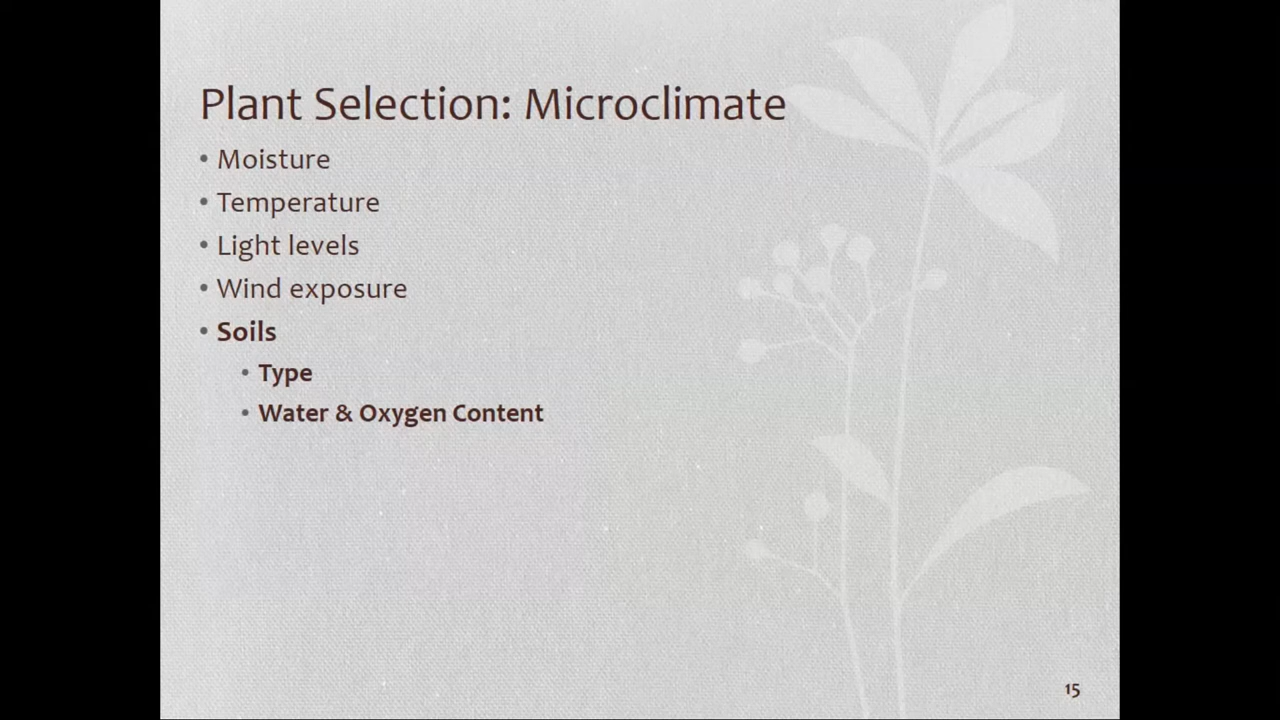 Plant Selection: Microclimate
• Moisture
• Temperature
• Light levels
• Wind exposure
• Soils
• Type
• Water & Oxygen Content
15